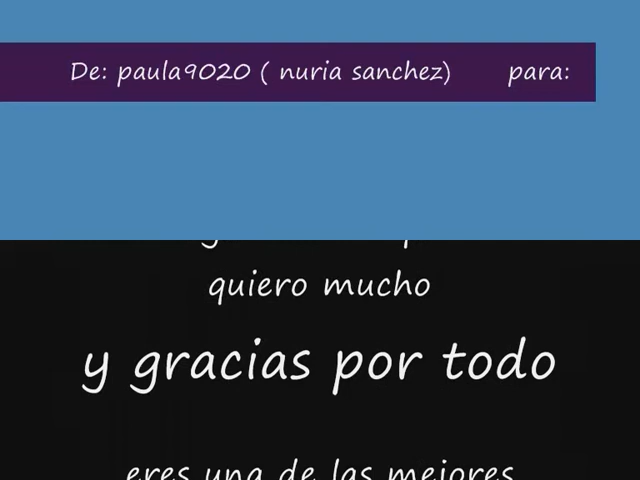 De: paula9020 ( nuria sanchez) para:
quiero mucho
y gracias por todo
eres una de las mejores